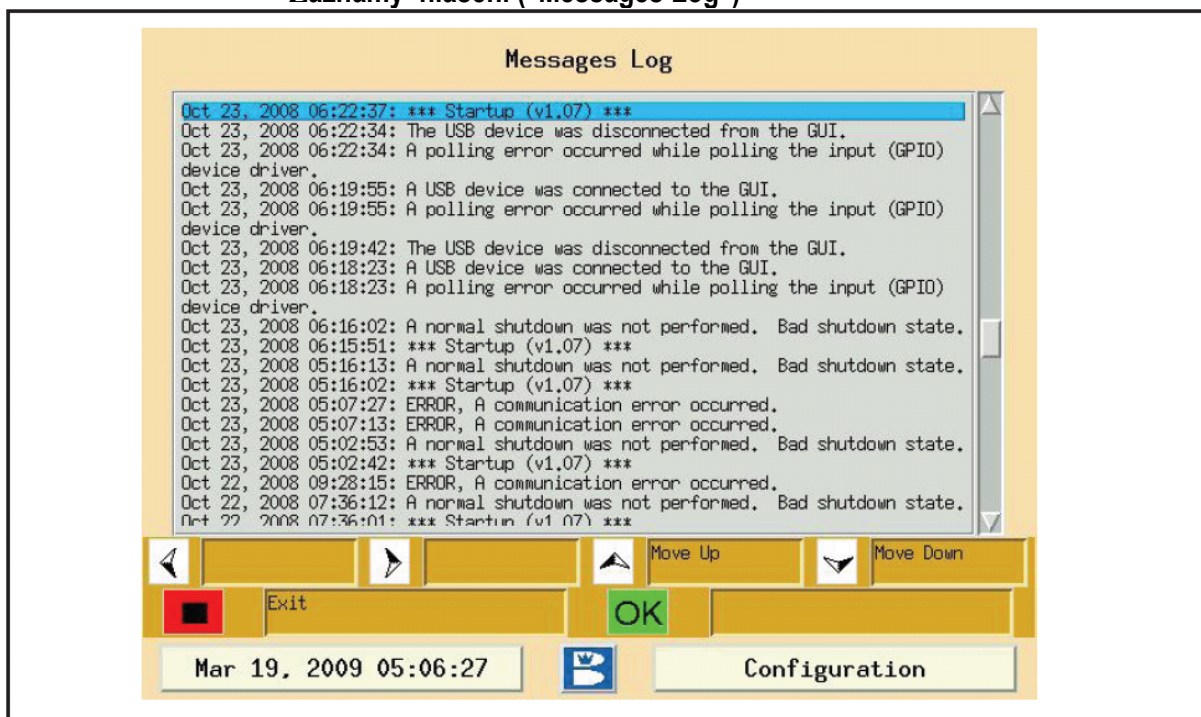 hlášení ("Messages Log")
Messages Log
Oct 23, 2008 06:22:37: *** Startup (v1.07) ***
Oct 23, 2008 06:22:34: The USB device was disconnected from the GUI.
Oct 23, 2008 06:22:34: A polling error occurred while polling the input (GPIO)
device driver.
Oct 23, 2008 06:19:55: A USB device was connected to the GUI.
Oct 23, 2008 06:19:55: A polling error occurred while polling the input (GPIO)
device driver.
Oct 23, 2008 06:19:42: The USB device was disconnected from the GUI.
Oct 23, 2008 06:18:23: A USB device was connected to the GUI.
Oct 23, 2008 06:18:23: A polling error occurred while polling the input (GPIO)
device driver.
Oct 23, 2008 06:16:02: A normal shutdown was not performed.  Bad shutdown state.
Oct 23, 2008 06:15:51: *** Startup (v1.07) ***
Oct 23, 2008 05:16:13: A normal shutdown was not performed.  Bad shutdown state.
Oct 23, 2008 05:16:02: *** Startup (v1.07) ***
Oct 23, 2008 05:07:27: ERROR, A communication error occurred.
Oct 23, 2008 05:07:13: ERROR, A communication error occurred.
Oct 23, 2008 05:02:53: A normal shutdown was not performed.  Bad shutdown state.
Oct 23, 2008 05:02:42: *** Startup (v1.07) ***
Oct 22, 2008 09:28:15: ERROR, A communication error occurred.
Oct 22, 2008 07:36:12: A normal shutdown was not performed.  Bad shutdown state.
Oct 22, 2008 07:36:01: *** Startup (v1.07) ***
Move Up
Move Down
Exit
OK
Mar 19, 2009 05:06:27
Configuration